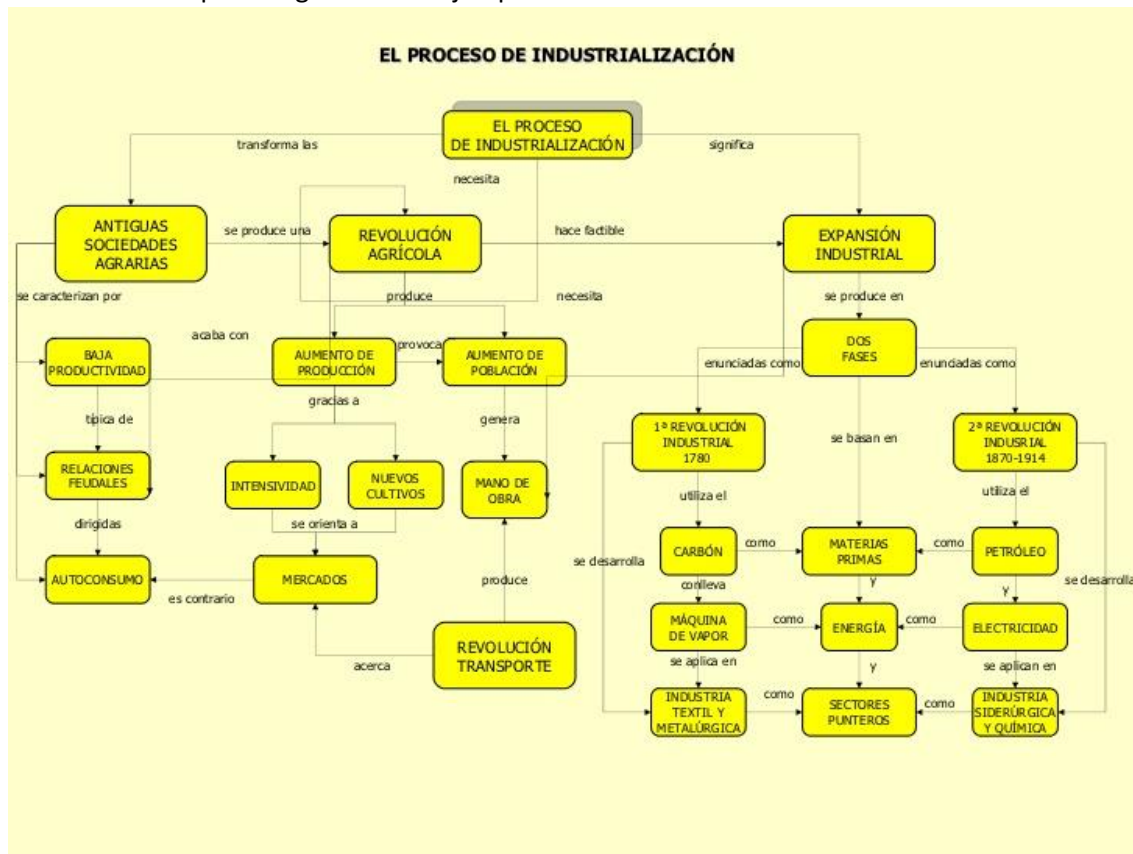 EL PROCESO DE INDUSTRIALIZACIÓN
EL PROCESO
DE INDUSTRIALIZACIÓN
transforma las
significa
necesita
ANTIGUAS
SOCIEDADES
AGRARIAS
se produce una
REVOLUCIÓN
AGRÍCOLA
hace factible
EXPANSIÓN
INDUSTRIAL
se caracterizan por
produce
necesita
se produce en
acaba con
BAJA
PRODUCTIVIDAD
AUMENTO DE
PRODUCCIÓN
provoca
AUMENTO DE
POBLACIÓN
DOS
FASES
enunciadas como
enunciadas como
típica de
gracias a
genera
1ª REVOLUCIÓN
INDUSTRIAL
1780
se basan en
2ª REVOLUCIÓN
INDUSRIAL
1870-1914
RELACIONES
FEUDALES
INTENSIVIDAD
NUEVOS
CULTIVOS
MANO DE
OBRA
utiliza el
utiliza el
dirigidas
se orienta a
CARBÓN
como
MATERIAS
PRIMAS
como
PETRÓLEO
se desarrolla
se desarrolla
AUTOCONSUMO
es contrario
MERCADOS
produce
conlleva
y
y
MÁQUINA
DE VAPOR
como
ENERGÍA
como
ELECTRICIDAD
REVOLUCIÓN
TRANSPORTE
acerca
se aplica en
y
se aplican en
INDUSTRIA
TEXTIL Y
METALÚRGICA
como
SECTORES
PUNTEROS
como
INDUSTRIA
SIDERÚRGICA
Y QUÍMICA